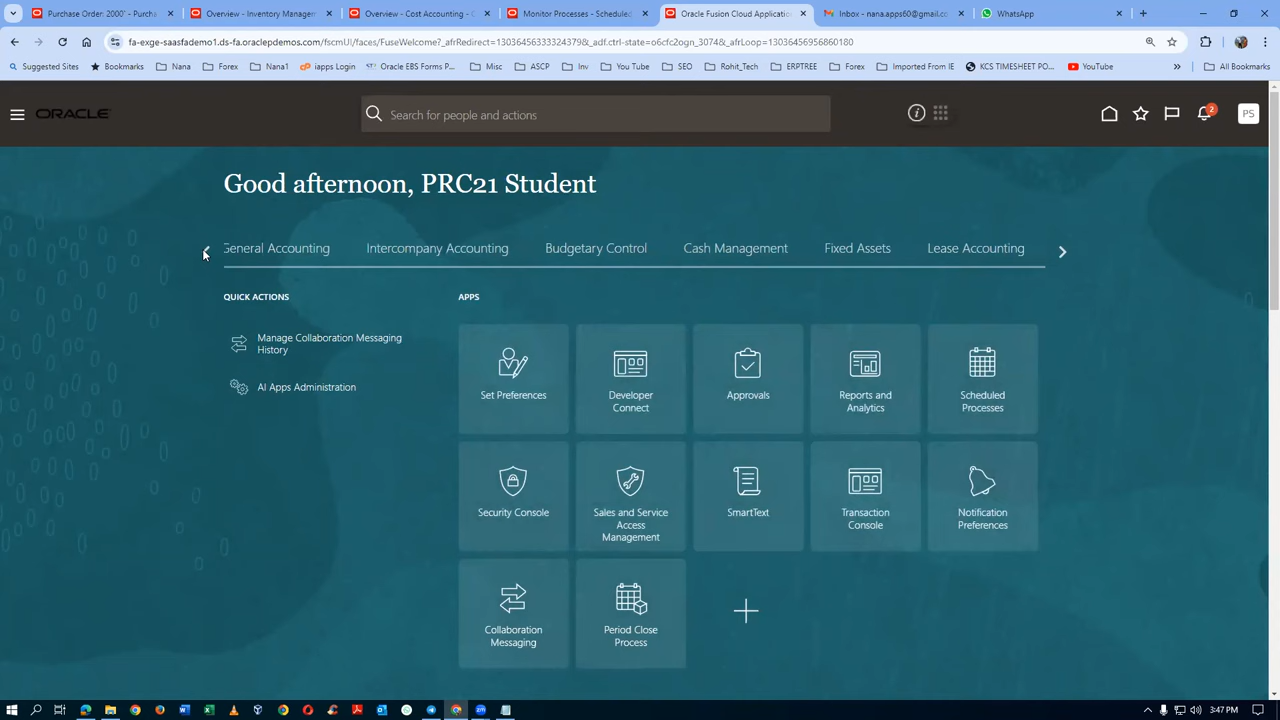 Purchase Order: 2000' - Purcha
Overview - Inventory Managem
Overview - Cost Accounting - C
Monitor Processes - Scheduled
Oracle Fusion Cloud Applicatio
Inbox - nana.apps60@gmail.co
WhatsApp
fa-exge-saasfademo1.ds-fa.oraclepdemos.com/fscmUI/faces/FuseWelcome?_afrRedirect=13036456333324379&_adf.ctrl-state=o6cfc2ogn_3074&_afrLoop=13036456956860180
Suggested Sites
Bookmarks
Nana
Forex
Nana1
iapps Login
Oracle EBS Forms P...
Misc
ASCP
Inv
You Tube
SEO
Rohit_Tech
ERPTREE
Forex
Imported From IE
KCS TIMESHEET PO...
YouTube
All Bookmarks
ORACLE
Search for people and actions
2
PS
Good afternoon, PRC21 Student
General Accounting
Intercompany Accounting
Budgetary Control
Cash Management
Fixed Assets
Lease Accounting
QUICK ACTIONS
Manage Collaboration Messaging
History
AI Apps Administration
APPS
Set Preferences
Developer
Connect
Approvals
Reports and
Analytics
Scheduled
Processes
Security Console
Sales and Service
Access
Management
SmartText
Transaction
Console
Notification
Preferences
Collaboration
Messaging
Period Close
Process
3:47 PM